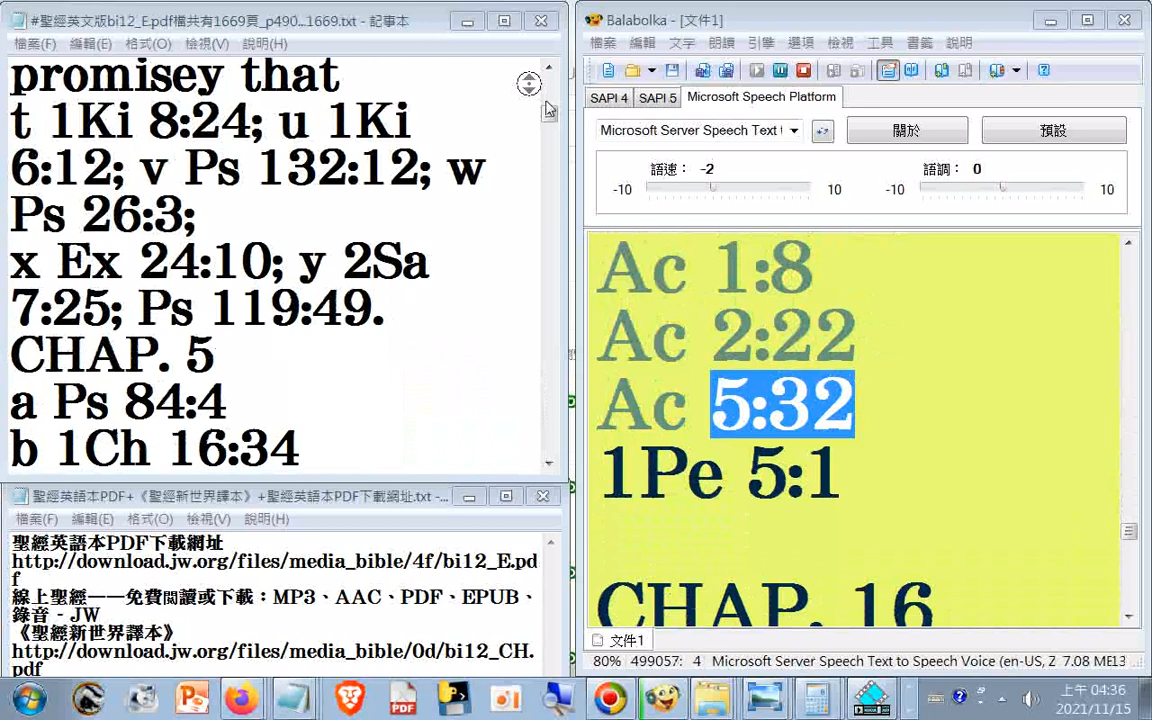 #聖經英文版bi12_E.pdf檔共有1669頁_p490...1669.txt - 記事本
檔案(F) 編輯(E) 格式(O) 檢視(V) 說明(H)
promisey that
t 1Ki 8:24; u 1Ki
6:12; v Ps 132:12; w
Ps 26:3;
x Ex 24:10; y 2Sa
7:25; Ps 119:49.
CHAP. 5
a Ps 84:4
b 1Ch 16:34
聖經英語本PDF+《聖經新世界譯本》+聖經英語本PDF下載網址.txt -...
檔案(F) 編輯(E) 格式(O) 檢視(V) 說明(H)
聖經英語本PDF下載網址
http://download.jw.org/files/media_bible/4f/bi12_E.pd
f
線上聖經——免費閱讀或下載：MP3、AAC、PDF、EPUB、
錄音 - JW
《聖經新世界譯本》
http://download.jw.org/files/media_bible/0d/bi12_CH.
pdf
Balabolka - [文件1]
檔案 編輯 文字 朗讀 引擎 選項 檢視 工具 書籤 說明
SAPI 4 SAPI 5 Microsoft Speech Platform
Microsoft Server Speech Text 關於 預設
語速： -2 語調： 0
-10 10 -10 10
Ac 1:8
Ac 2:22
Ac 5:32
1Pe 5:1
CHAP. 16
文件1
80% 499057: 4 Microsoft Server Speech Text to Speech Voice (en-US, Z 7.08 ME13
PDF
上午 04:36
2021/11/15